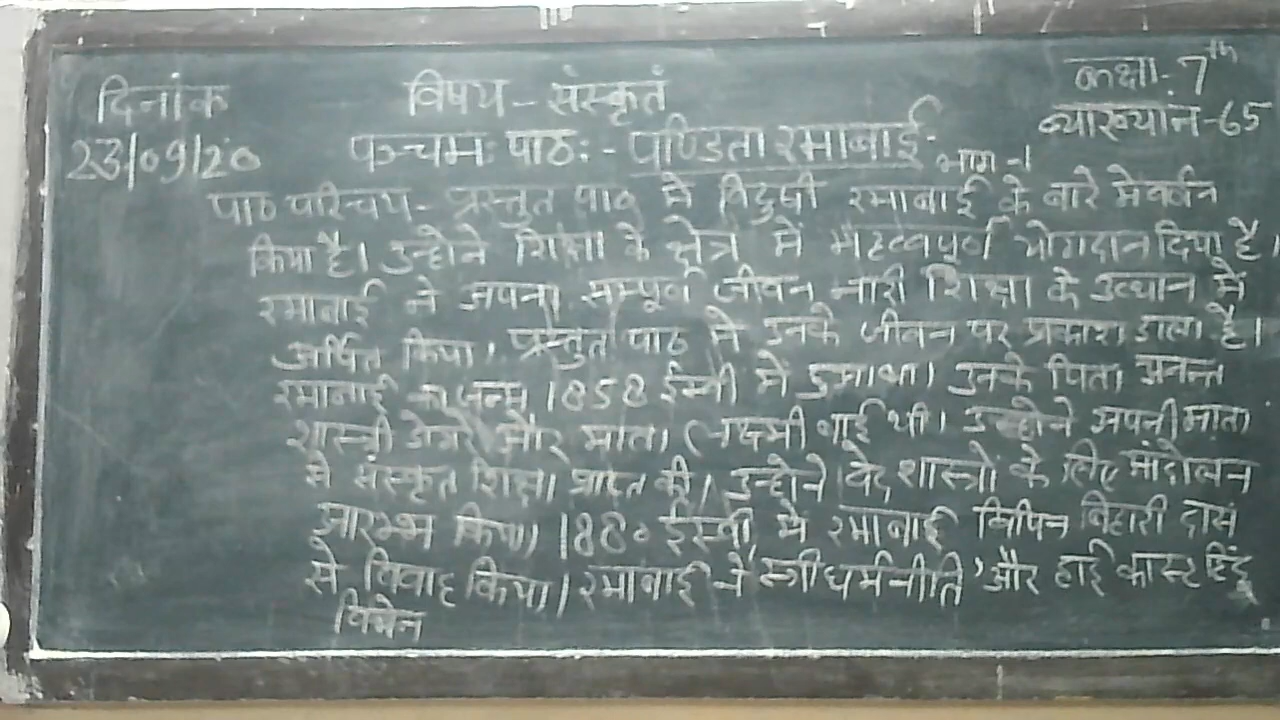 दिनांक विषय - संस्कृतं कक्षा - 7th
23/09/20 पञ्चमः पाठः - पण्डिता रमाबाई - भाग -1 व्याख्यान - 65
पाठ परिचय - प्रस्तुत पाठ में विदुषी रमाबाई के बारे में वर्णन
किया है। उन्होने शिक्षा के क्षेत्र में महत्वपूर्ण योगदान दिया है।
रमाबाई ने अपना सम्पूर्ण जीवन नारी शिक्षा के उत्थान में
अर्पित किया। प्रस्तुत पाठ में उनके जीवन पर प्रकाश डाला है।
रमाबाई का जन्म 1858 ईस्वी में हुआ था। उनके पिता अनन्त
शास्त्री डोंगरे और माता लक्ष्मी बाई थी। उन्होने अपनी माता
से संस्कृत शिक्षा प्राप्त की। उन्होने वेद शास्त्रों के लिए आंदोलन
आरम्भ किया। 1880 ईस्वी में रमाबाई विपिन बिहारी दास
से विवाह किया। रमाबाई ने "स्त्रीधर्मनीति' और हाई कास्ट हिंदू
विमेन